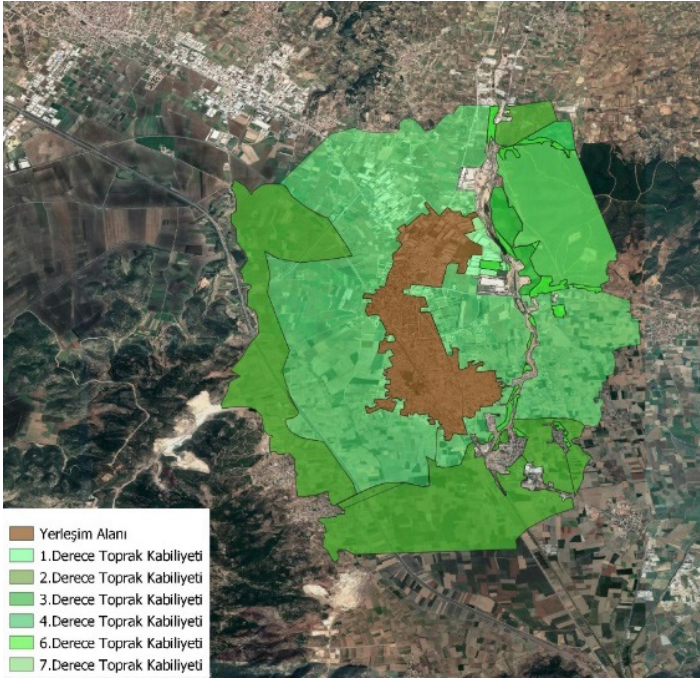 Yerleşim Alanı
1.Derece Toprak Kabiliyeti
2.Derece Toprak Kabiliyeti
3.Derece Toprak Kabiliyeti
4.Derece Toprak Kabiliyeti
6.Derece Toprak Kabiliyeti
7.Derece Toprak Kabiliyeti